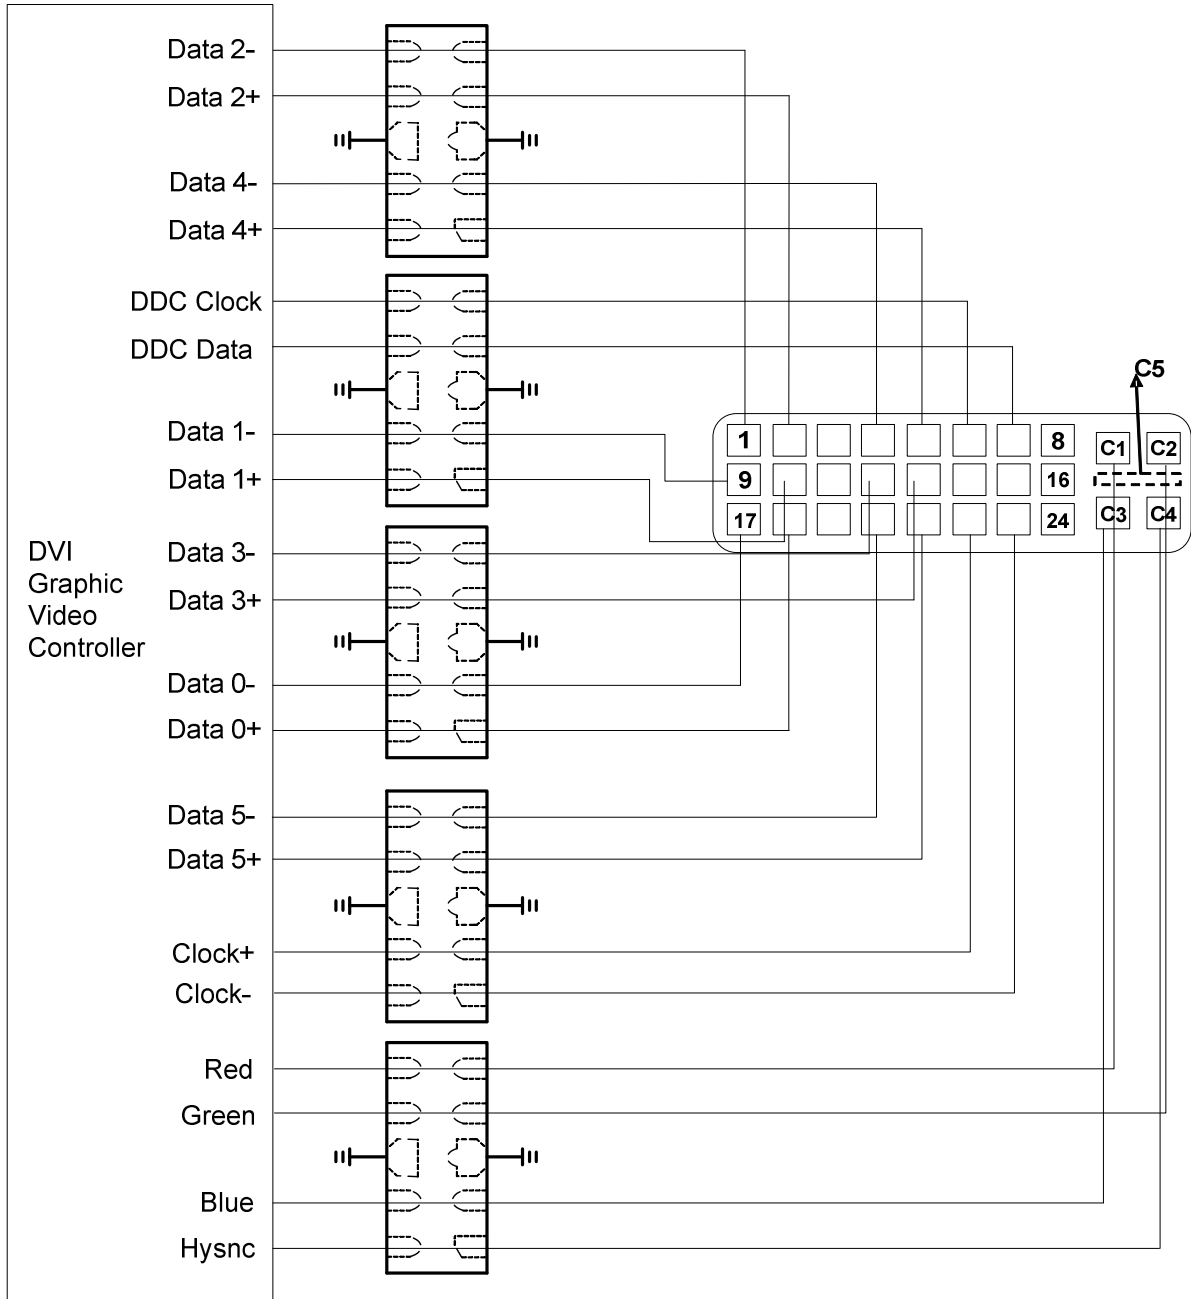 Data 2-
Data 2+
Data 4-
Data 4+
DDC Clock
DDC Data
Data 1-
Data 1+
DVI
Graphic
Video
Controller
Data 3-
Data 3+
Data 0-
Data 0+
Data 5-
Data 5+
Clock+
Clock-
Red
Green
Blue
Hysnc
C5
1
8
C1
C2
9
16
17
24
C3
C4